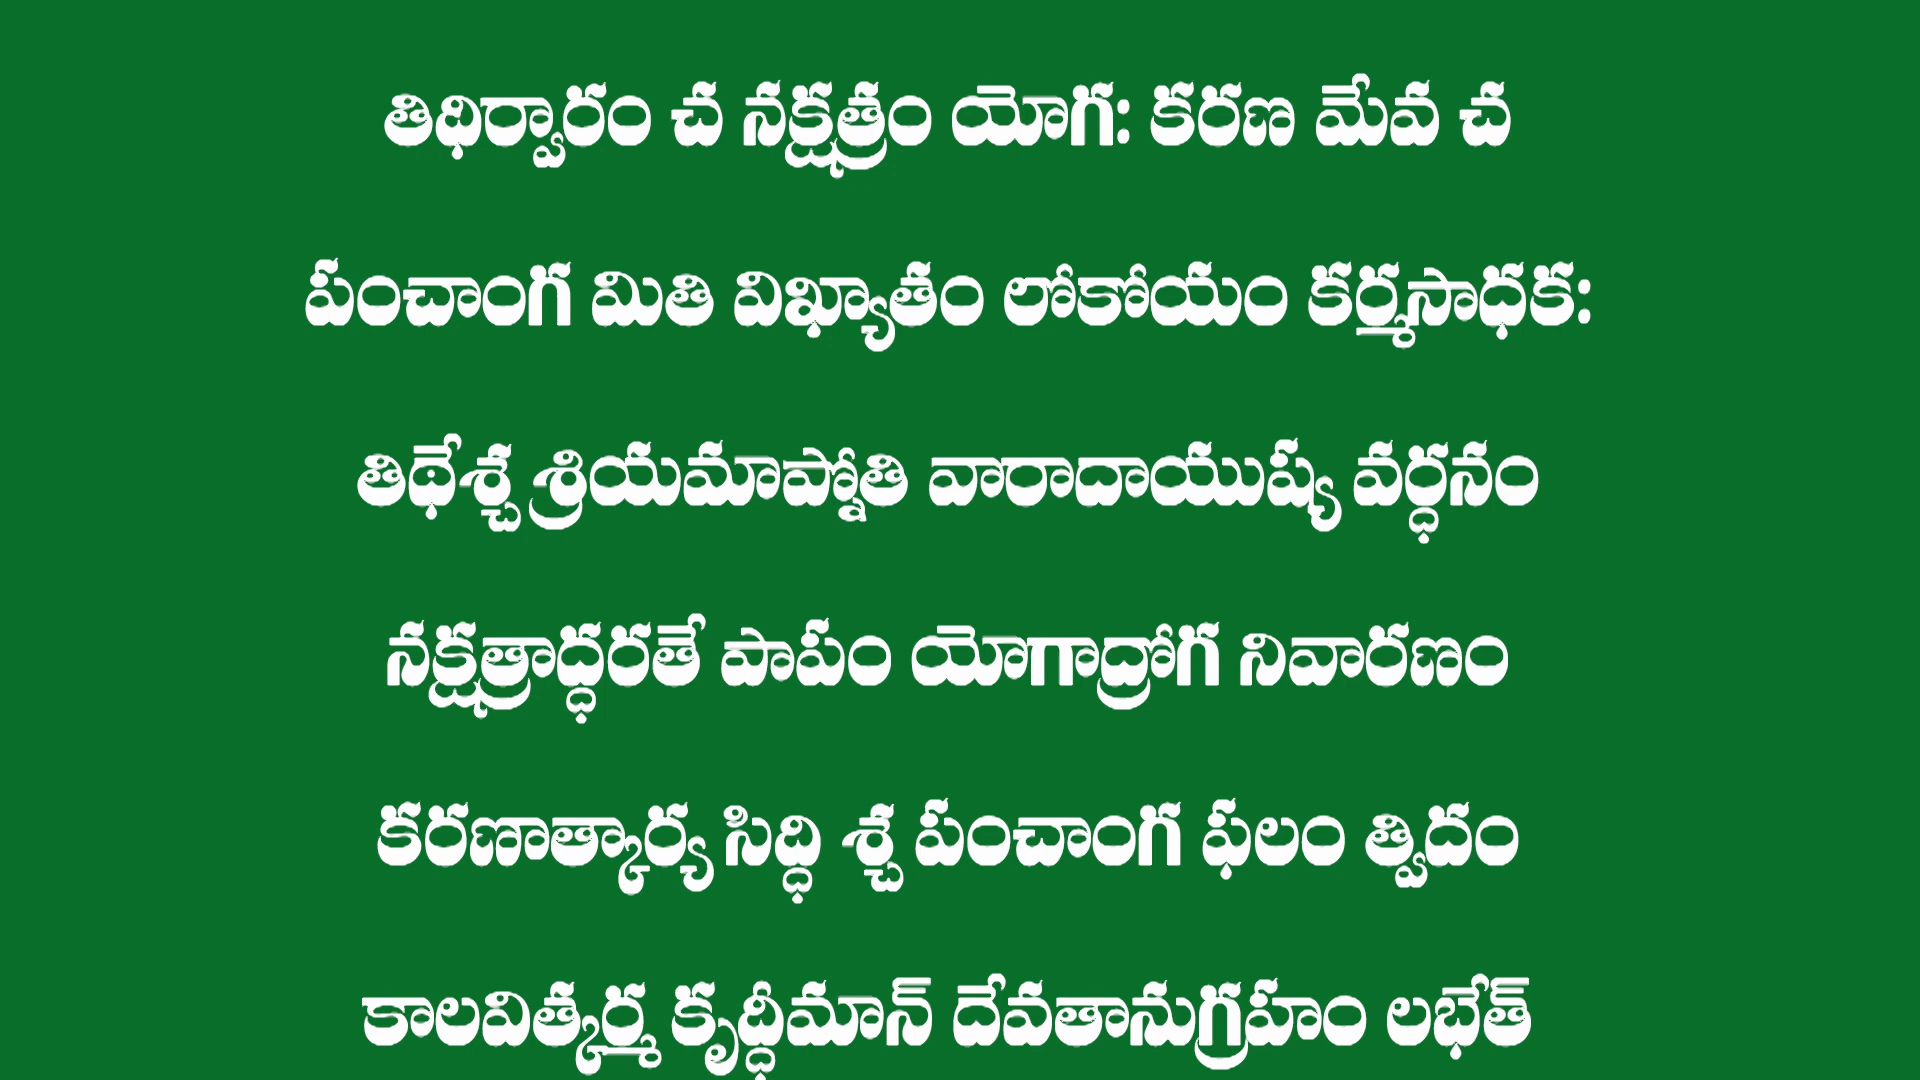 తిధిర్వారం చ నక్షత్రం యోగ: కరణ మేవ చ
పంచాంగ మితి విఖ్యాతం లోకోయం కర్మసాధక:
తిథేశ్చ శ్రియమాప్నోతి వారాదాయుష్య వర్ధనం
నక్షత్రాద్ధరతే పాపం యోగాద్రోగ నివారణం
కరణాత్కార్య సిద్ధి శ్చ పంచాంగ ఫలం త్విదం
కాలవిత్కర్మ కృద్ధీమాన్ దేవతానుగ్రహం లభేత్